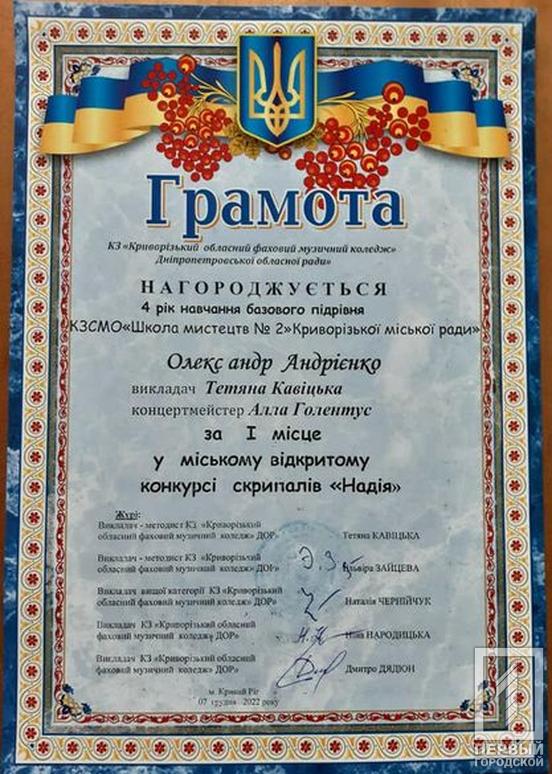 Грамота
КЗ «Криворізький обласний фаховий музичний коледж»
Дніпропетровської обласної ради»
НАГОРОДЖУЄТЬСЯ
4 рік навчання базового підрівня
КЗСМО«Школа мистецтв № 2»Криворізької міської ради»
Олександр Андрієнко
викладач Тетяна Кавіцька
концертмейстер Алла Голентус
за I місце
у міському відкритому
конкурсі скрипалів «Надія»
Журі:
Викладач - методист КЗ «Криворізький
обласний фаховий музичний коледж» ДОР» Тетяна КАВІЦЬКА
Викладач - методист КЗ «Криворізький
обласний фаховий музичний коледж» ДОР» Ельвіра ЗАЙЦЕВА
Викладач вищої категорії КЗ «Криворізький
обласний фаховий музичний коледж» ДОР» Наталія ЧЕРНІЙЧУК
Викладач КЗ «Криворізький обласний
фаховий музичний коледж» ДОР» Ніна НАРОДИЦЬКА
Викладач КЗ «Криворізький обласний
фаховий музичний коледж» ДОР» Дмитро ДЯДЮН
м. Кривий Ріг
07 грудня 2022 року
ПЕРВЫЙ
ГОРОДСКОЙ